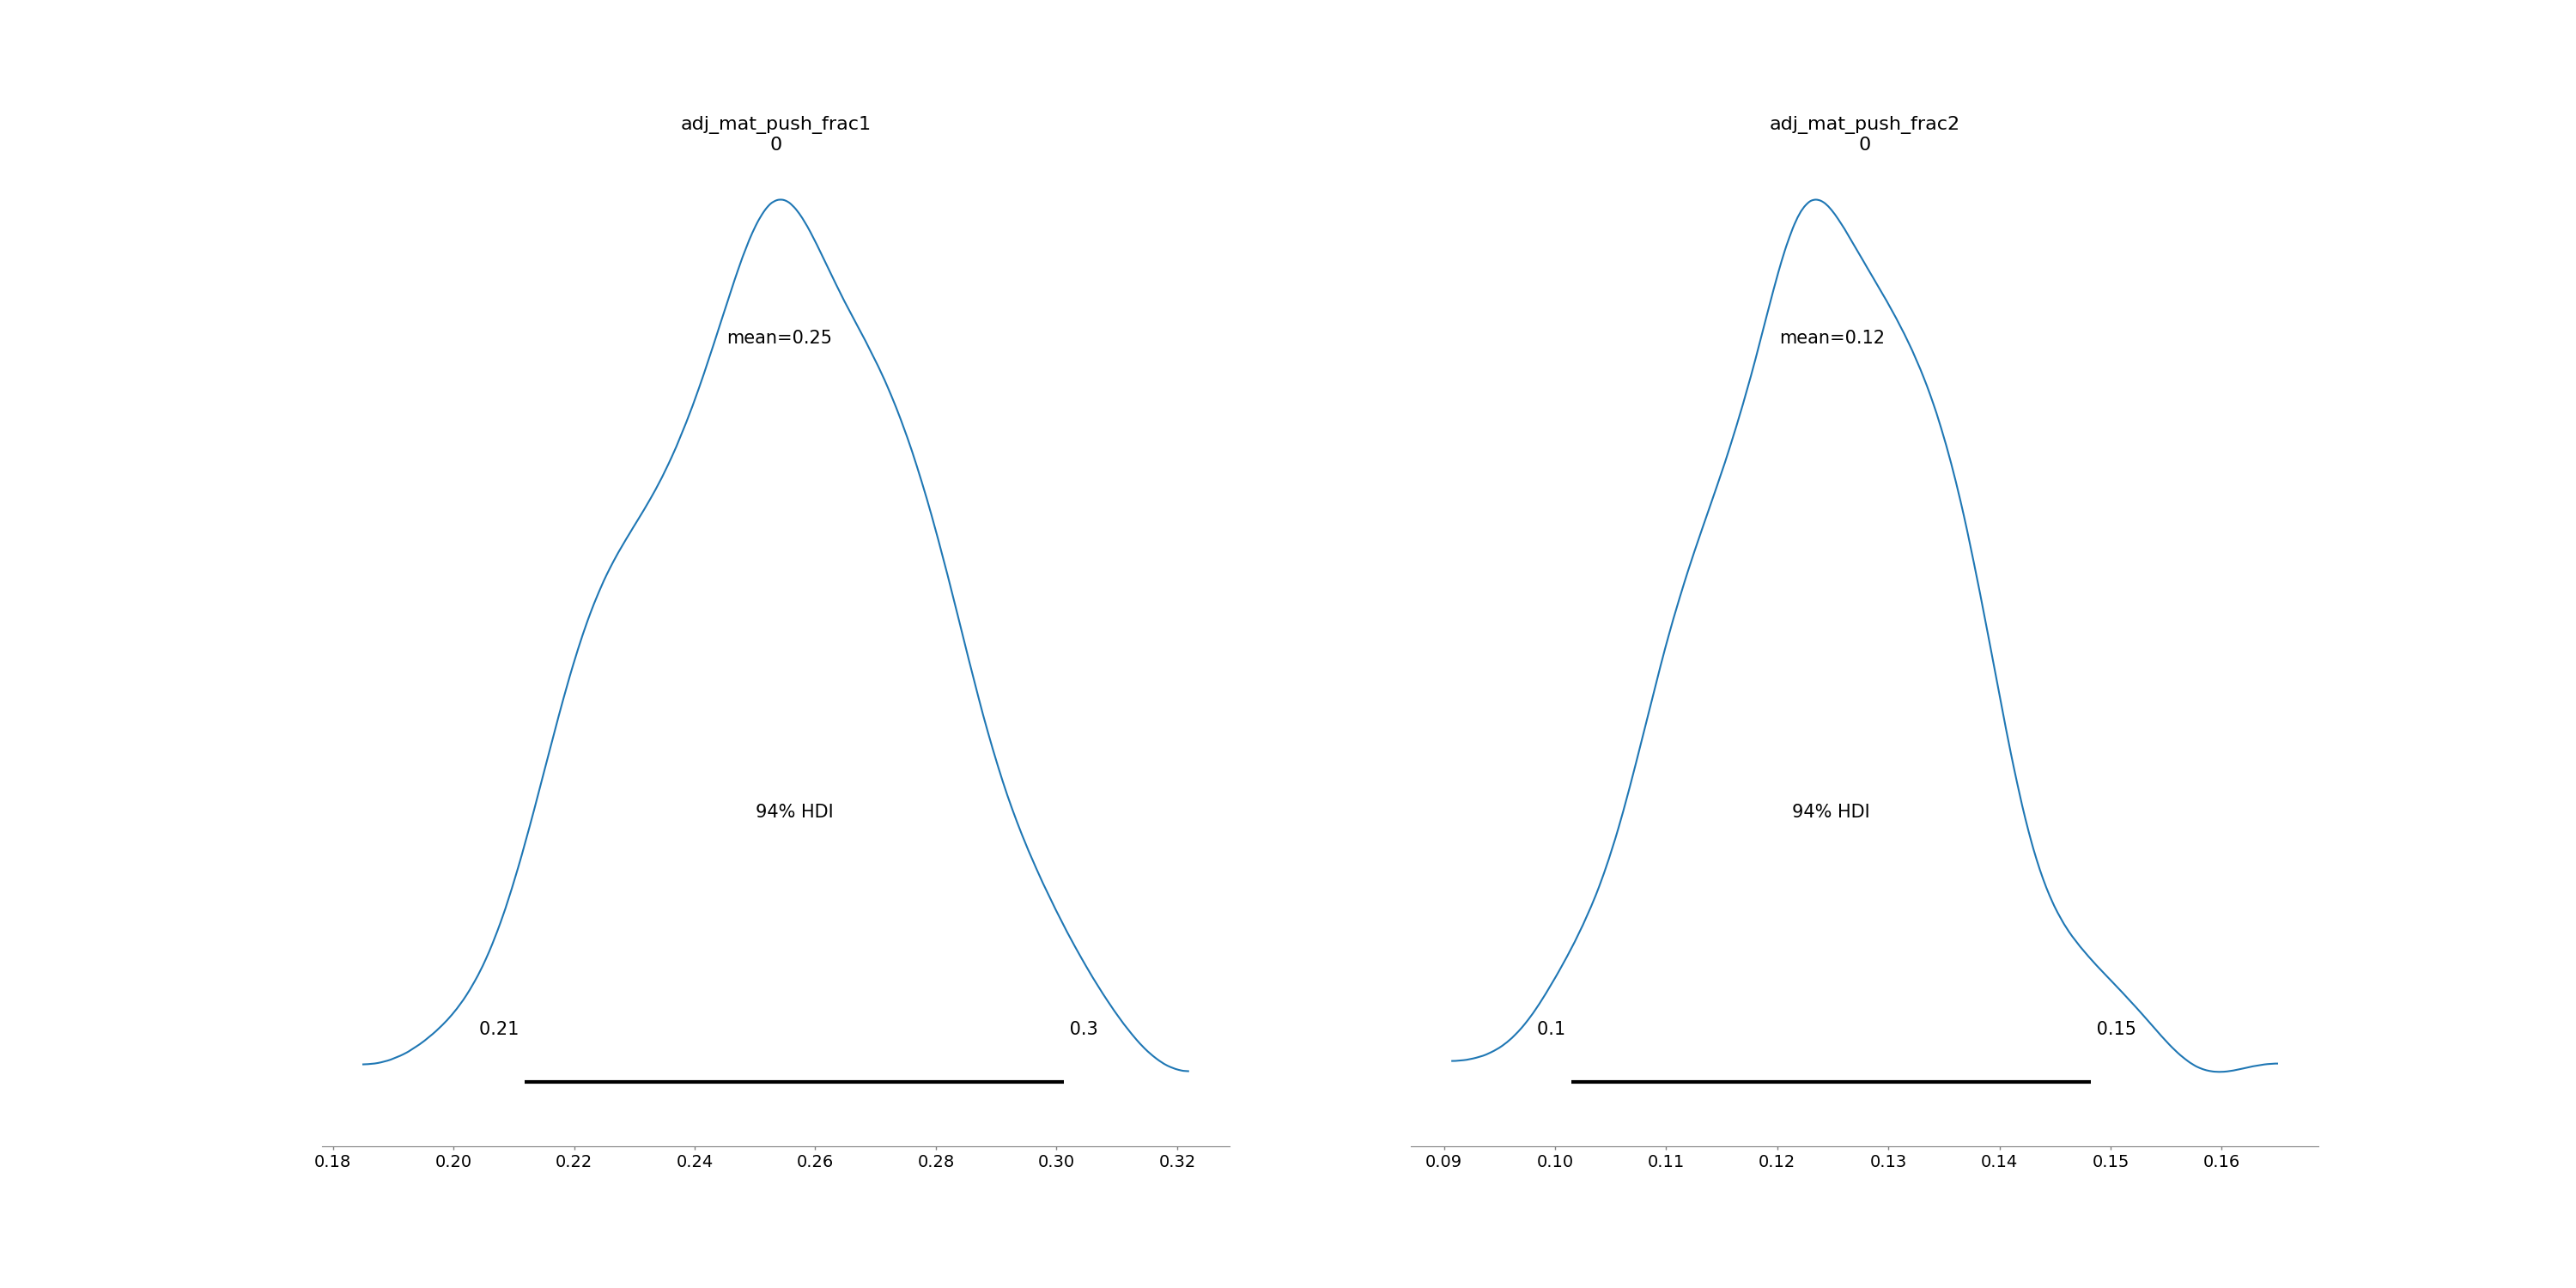 adj_mat_push_frac1
0
mean=0.25
94% HDI
0.21
0.3
0.18 0.20 0.22 0.24 0.26 0.28 0.30 0.32
adj_mat_push_frac2
0
mean=0.12
94% HDI
0.1
0.15
0.09 0.10 0.11 0.12 0.13 0.14 0.15 0.16